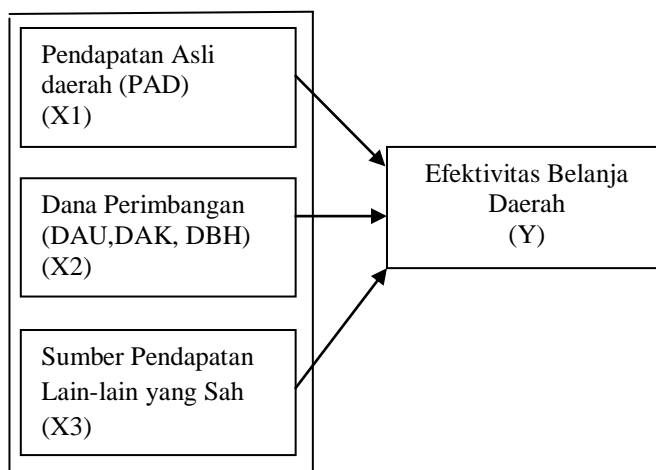 Pendapatan Asli
daerah (PAD)
(X1)
Dana Perimbangan
(DAU,DAK, DBH)
(X2)
Sumber Pendapatan
Lain-lain yang Sah
(X3)
Efektivitas Belanja
Daerah
(Y)